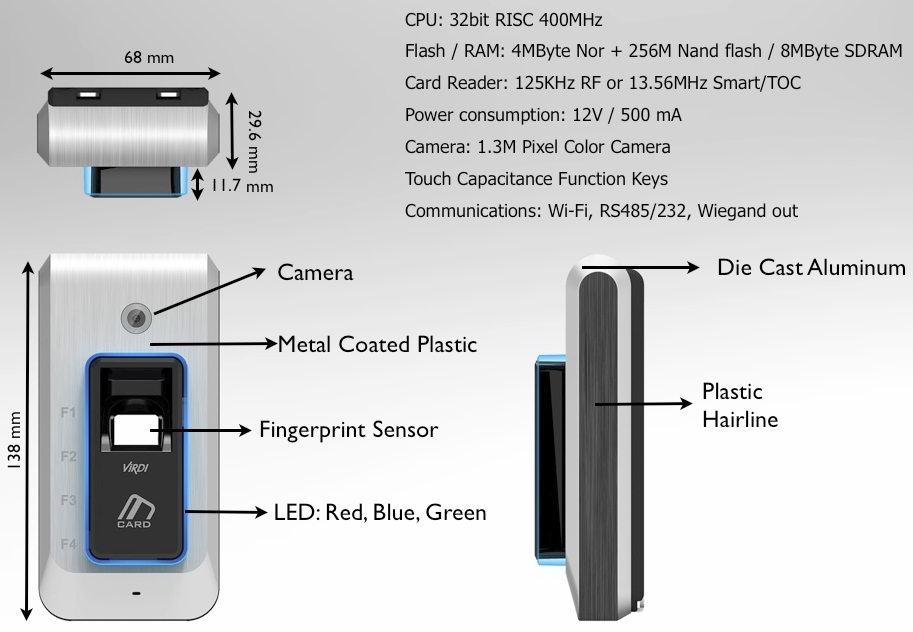 CPU: 32bit RISC 400MHz
Flash / RAM: 4MByte Nor + 256M Nand flash / 8MByte SDRAM
Card Reader: 125KHz RF or 13.56MHz Smart/TOC
Power consumption: 12V / 500 mA
Camera: 1.3M Pixel Color Camera
Touch Capacitance Function Keys
Communications: Wi-Fi, RS485/232, Wiegand out
68 mm
29.6 mm
11.7 mm
Camera
Metal Coated Plastic
Fingerprint Sensor
LED: Red, Blue, Green
138 mm
F1
F2
F3
F4
ViRDI
CARD
Die Cast Aluminum
Plastic
Hairline